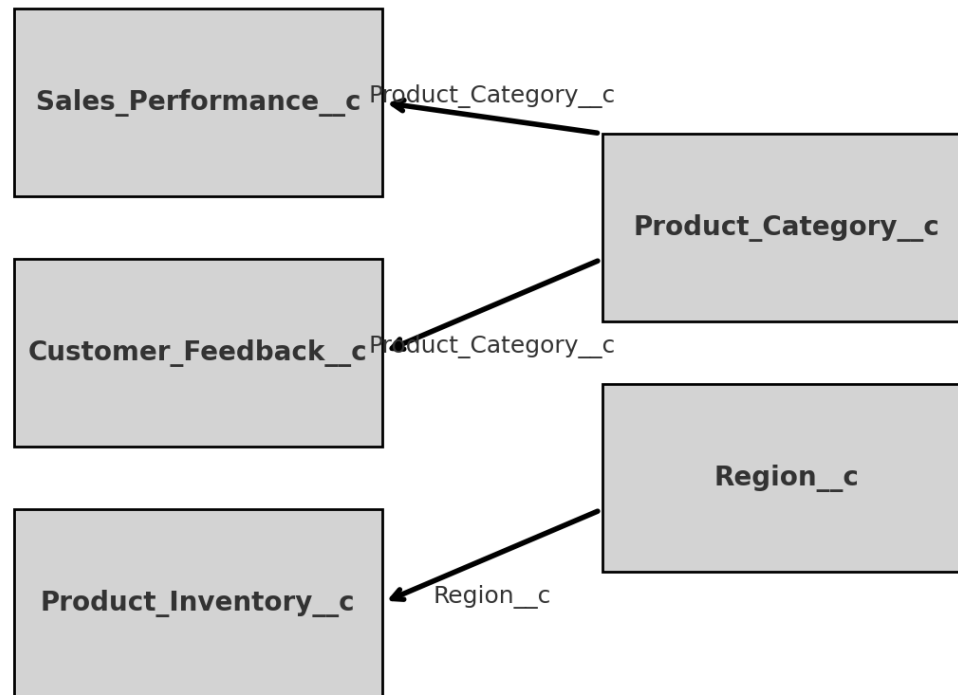 Sales_Performance__c
Product_Category__c
Product_Category__c
Customer_Feedback__c
Product_Category__c
Region__c
Product_Inventory__c
Region__c